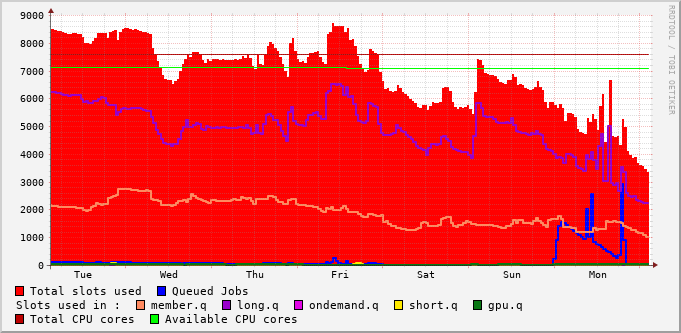 9000
8000
7000
6000
5000
4000
3000
2000
1000
0
Tue Wed Thu Fri Sat Sun Mon
RRDTOOL / TOBI OETIKER
Total slots used Queued Jobs
Slots used in : member.q long.q ondemand.q short.q gpu.q
Total CPU cores Available CPU cores